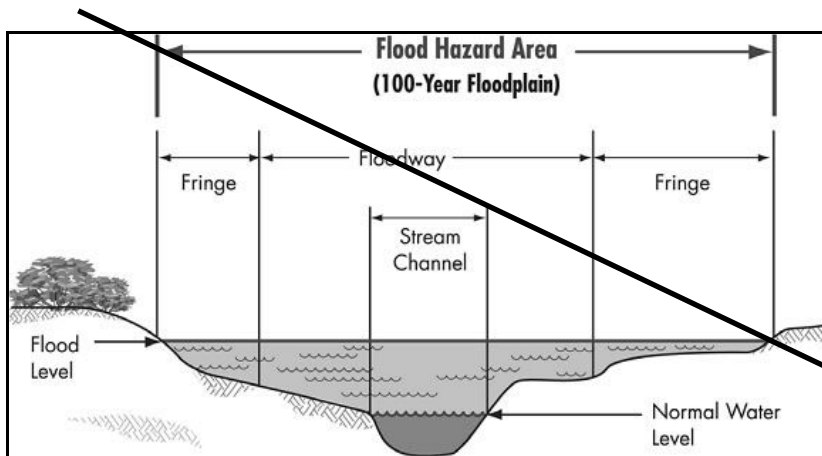 Flood Hazard Area
(100-Year Floodplain)
Floodway
Fringe
Fringe
Stream
Channel
Flood
Level
Normal Water
Level